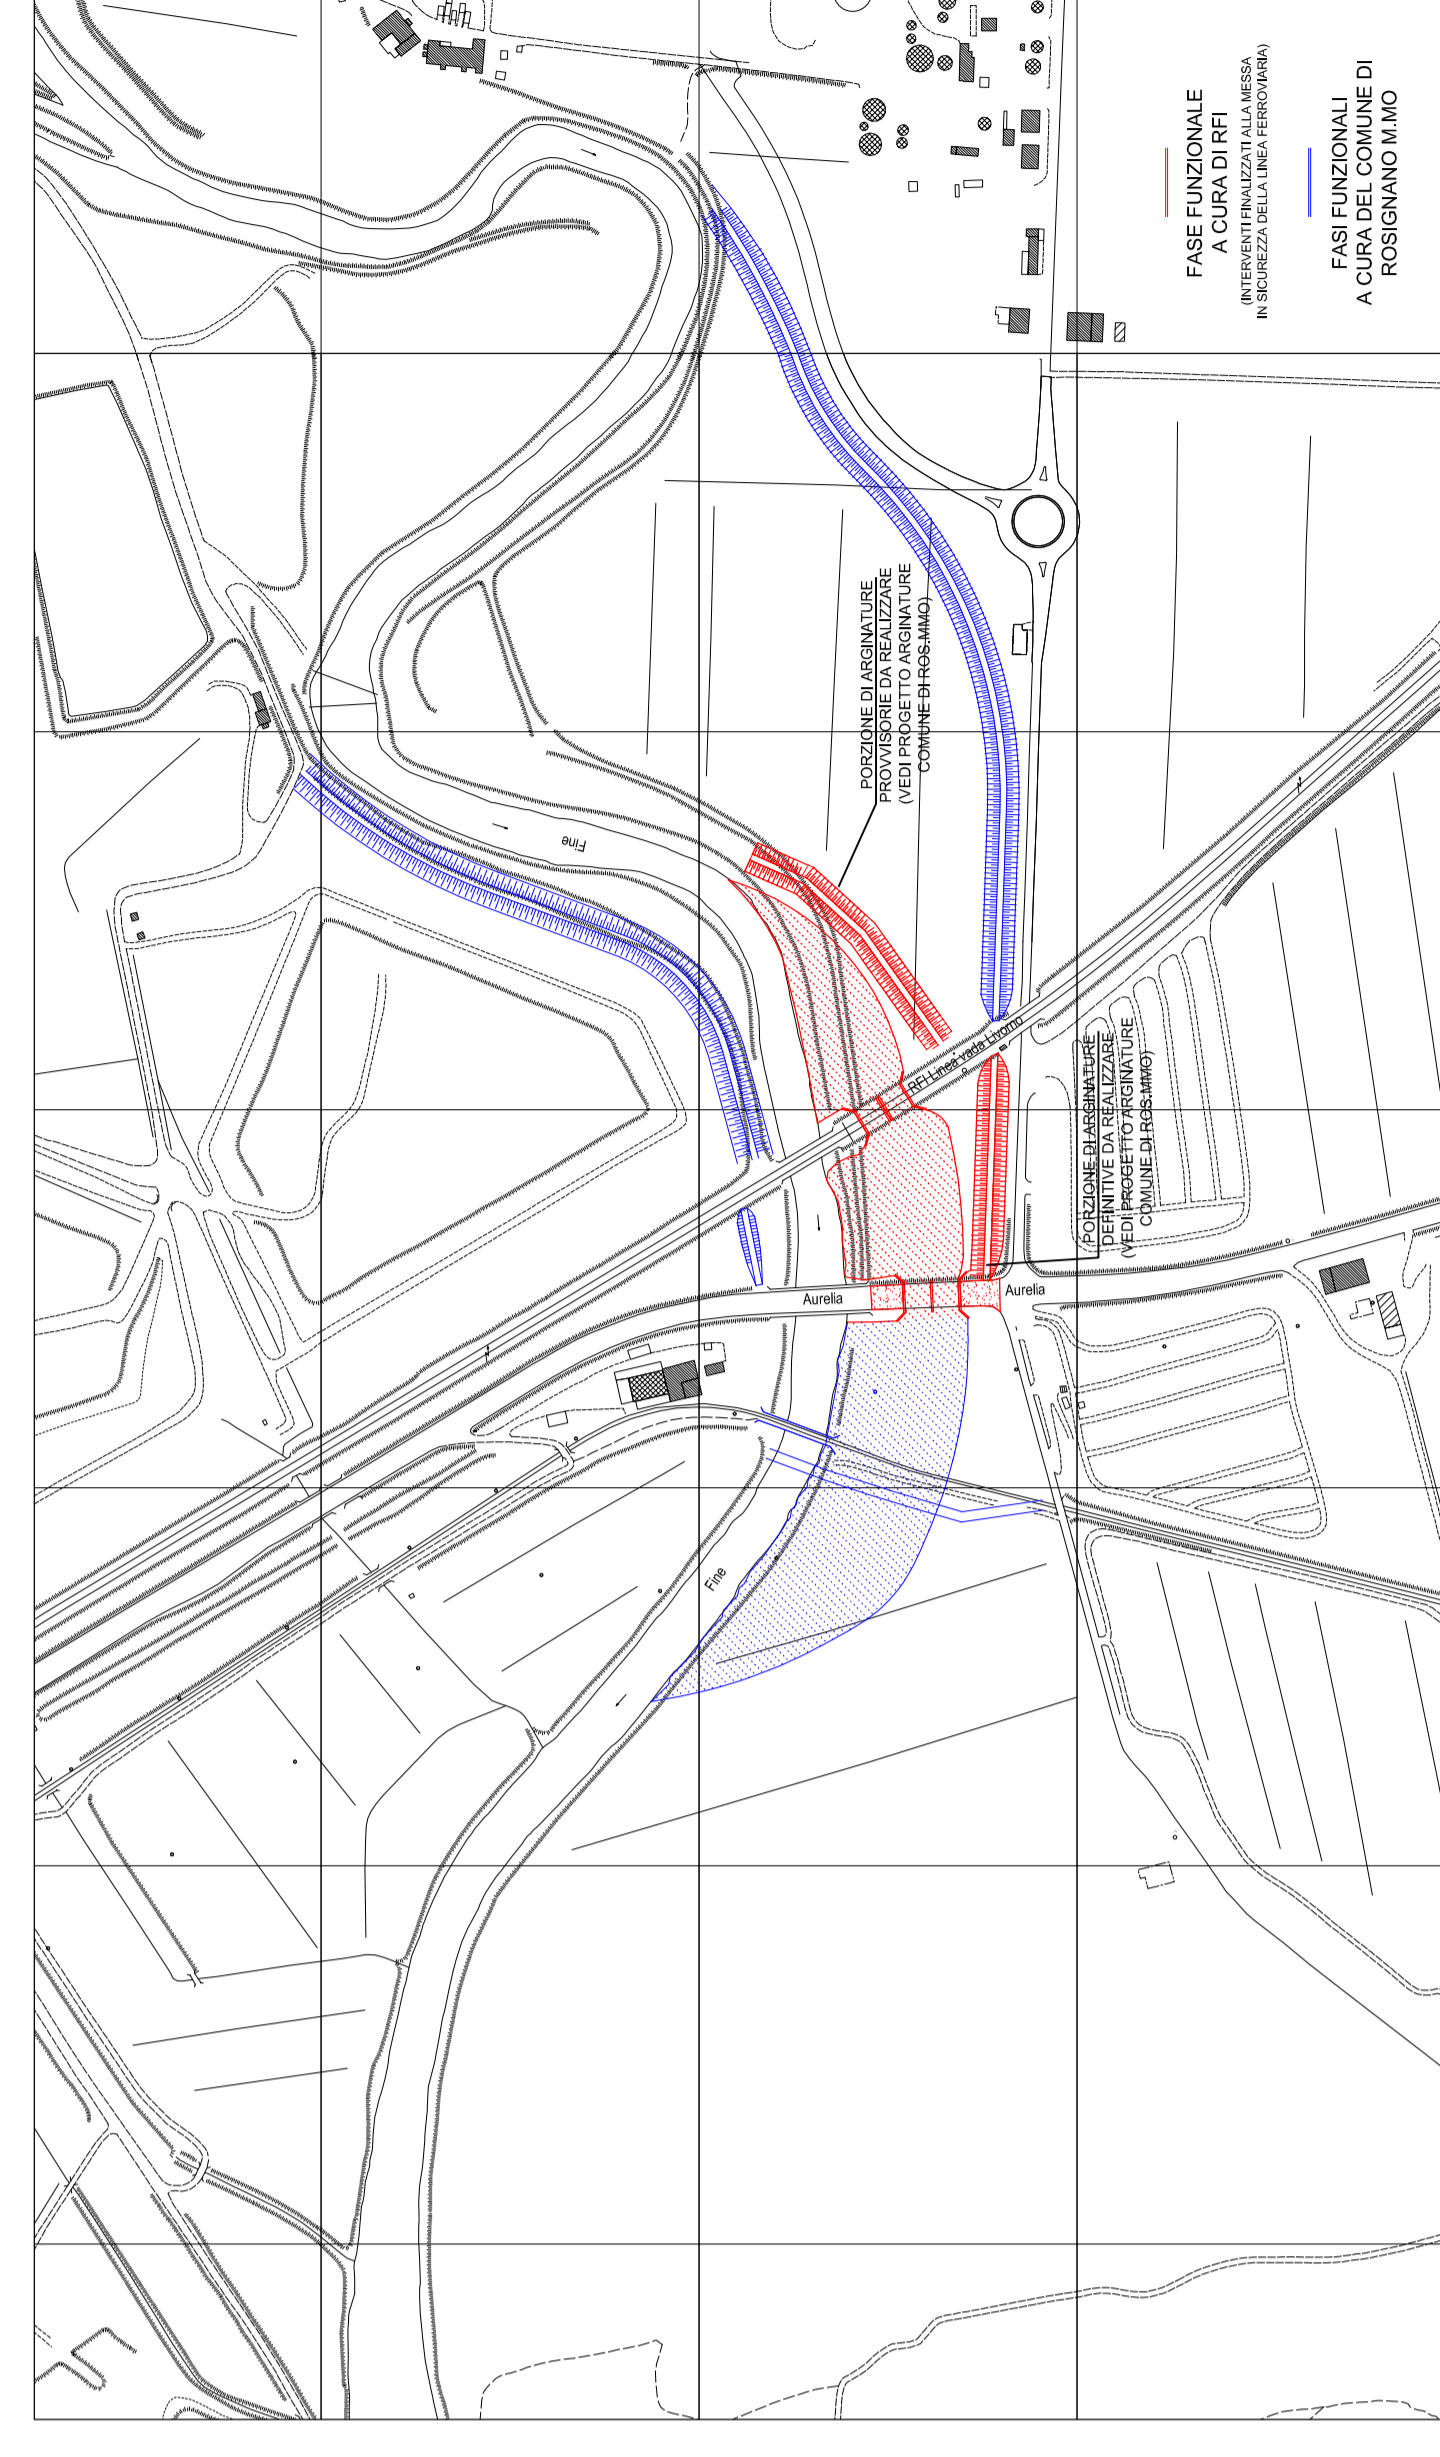 FASE FUNZIONALE
A CURA DI RFI
(INTERVENTI FINALIZZATI ALLA MESSA
IN SICUREZZA DELLA LINEA FERROVIARIA)
FASI FUNZIONALI
A CURA DEL COMUNE DI
ROSIGNANO M.MO
PORZIONE DI ARGINATURE
PROVVISORIE DA REALIZZARE
(VEDI PROGETTO ARGINATURE
COMUNE DI ROS.MMO)
Fine
RFI Linea vada Livorno
PORZIONE DI ARGINATURE
DEFINITIVE DA REALIZZARE
(VEDI PROGETTO ARGINATURE
COMUNE DI ROS.MMO)
Aurelia
Aurelia
Fine